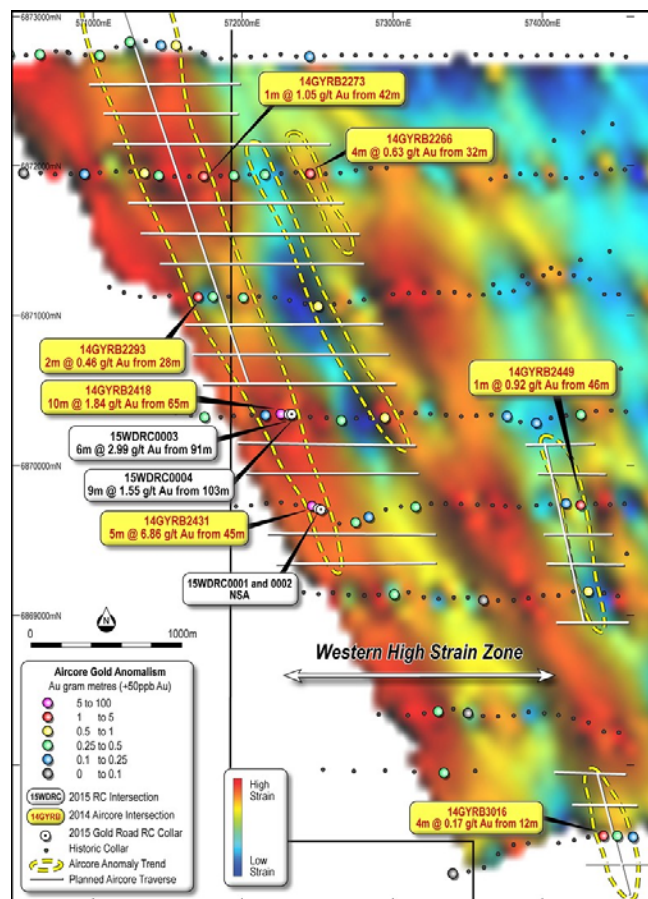 571000mE
572000mE
573000mE
574000mE
6873000mN
14GYRB2273
1m @ 1.05 g/t Au from 42m
14GYRB2266
4m @ 0.63 g/t Au from 32m
6872000mN
6871000mN
14GYRB2293
2m @ 0.46 g/t Au from 28m
14GYRB2449
1m @ 0.92 g/t Au from 46m
14GYRB2418
10m @ 1.84 g/t Au from 65m
15WDRC0003
6m @ 2.99 g/t Au from 91m
6870000mN
15WDRC0004
9m @ 1.55 g/t Au from 103m
14GYRB2431
5m @ 6.86 g/t Au from 45m
15WDRC0001 and 0002
NSA
6869000mN
N
0 1000m
Western High Strain Zone
Aircore Gold Anomalism
Au gram metres (+50ppb Au)
5 to 100
1 to 5
0.5 to 1
0.25 to 0.5
0.1 to 0.25
0 to 0.1
15WDRC 2015 RC Intersection
14GYRB 2014 Aircore Intersection
2015 Gold Road RC Collar
Historic Collar
Aircore Anomaly Trend
Planned Aircore Traverse
High
Strain
Low
Strain
14GYRB3016
4m @ 0.17 g/t Au from 12m